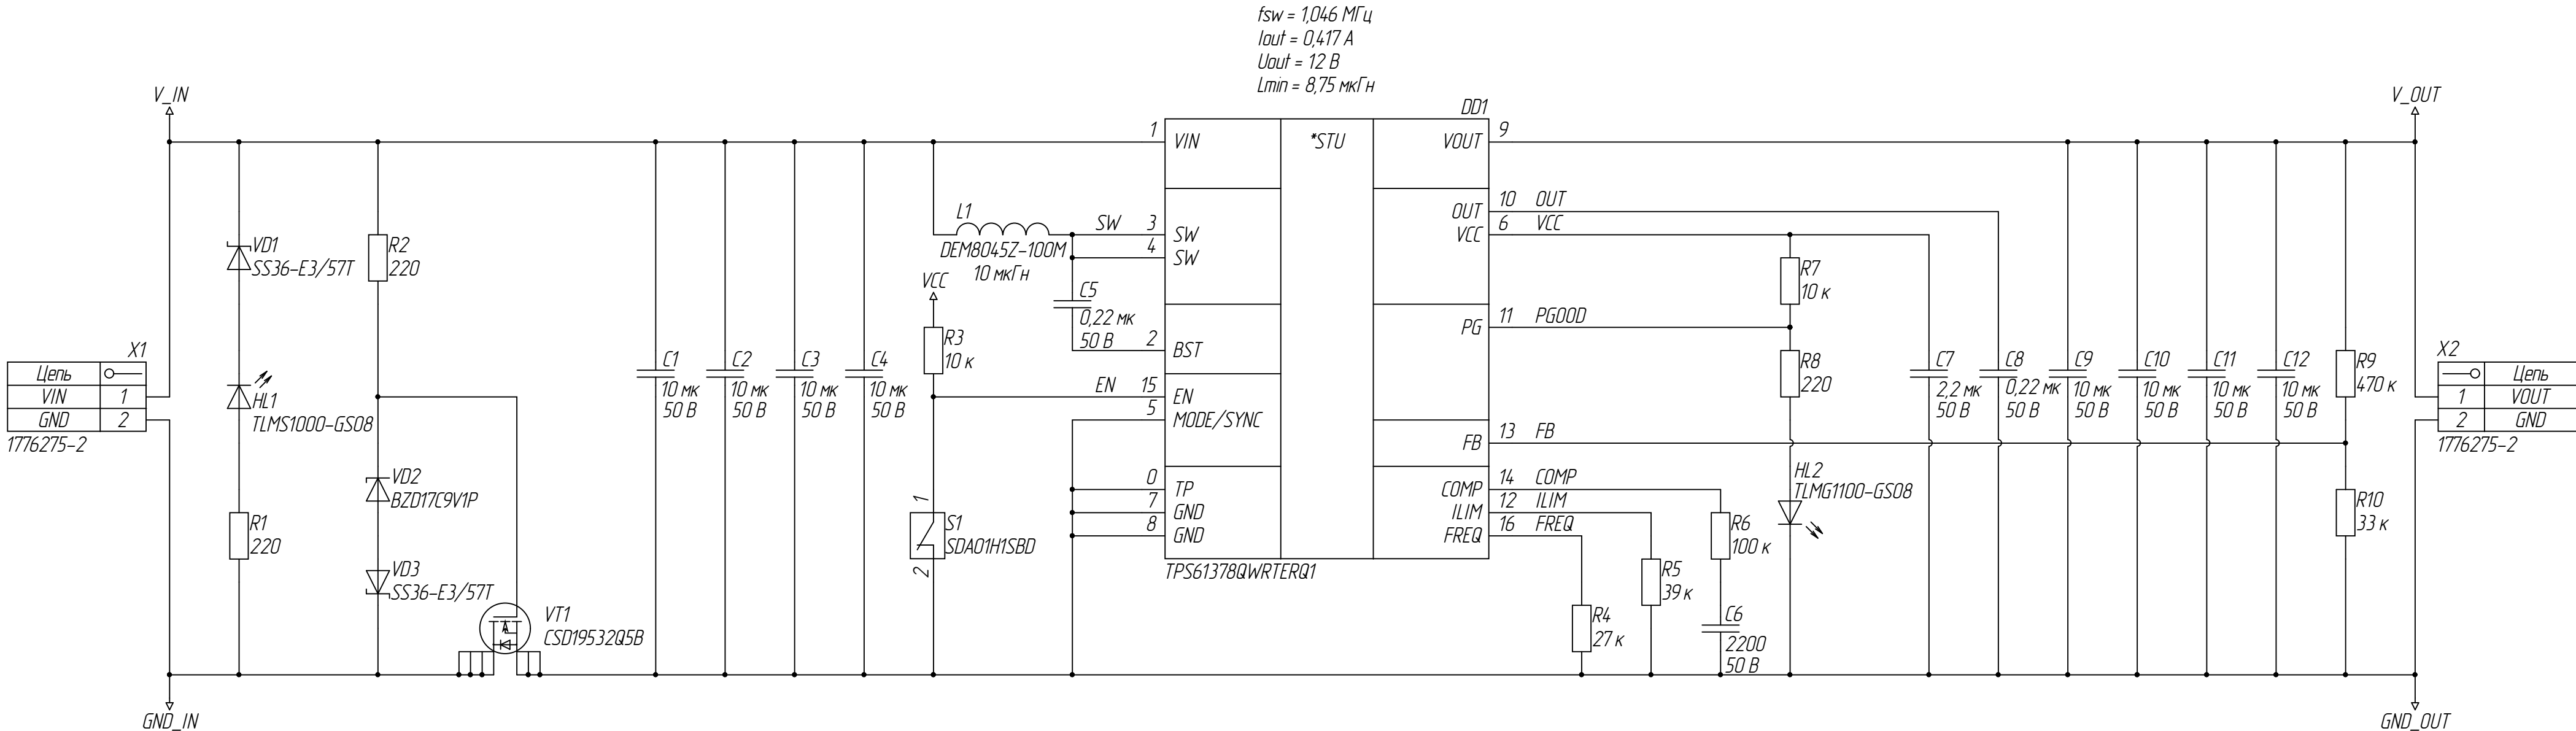 fsw = 1,046 МГц
Iout = 0,417 А
Uout = 12 В
Lmin = 8,75 мкГн
V_IN
V_OUT
DD1
1
VIN
*STU
VOUT
9
L1
SW
3
SW
4
SW
OUT
10
OUT
VCC
6
VCC
DEM8045Z-100M
10 мкГн
VD1
SS36-E3/57T
R2
220
VCC
C5
0,22 мк
50 В
2
BST
R3
10 к
PG
11
PGOOD
R7
10 к
X1
Цепь
VIN
1
GND
2
1776275-2
HL1
TLMS1000-GS08
C1
10 мк
50 В
C2
10 мк
50 В
C3
10 мк
50 В
C4
10 мк
50 В
EN
15
EN
5
MODE/SYNC
R8
220
C7
2,2 мк
50 В
C8
0,22 мк
50 В
C9
10 мк
50 В
C10
10 мк
50 В
C11
10 мк
50 В
C12
10 мк
50 В
R9
470 к
X2
Цепь
1
VOUT
2
GND
1776275-2
FB
13
FB
VD2
BZD17C9V1P
0
TP
7
GND
8
GND
COMP
14
COMP
ILIM
12
ILIM
FREQ
16
FREQ
HL2
TLMG1100-GS08
R1
220
1
S1
SDA01H1SBD
2
R6
100 к
R10
33 к
VD3
SS36-E3/57T
TPS61378QWRTERQ1
R5
39 к
VT1
CSD19532Q5B
R4
27 к
C6
2200
50 В
GND_IN
GND_OUT